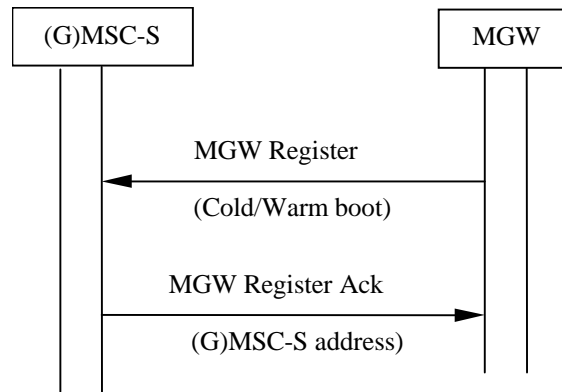 (G)MSC-S
MGW
MGW Register
(Cold/Warm boot)
MGW Register Ack
(G)MSC-S address)